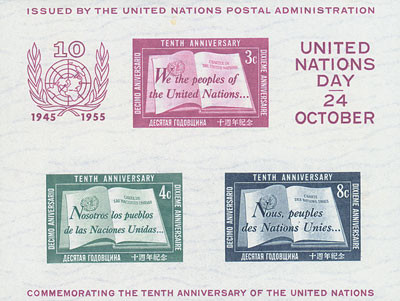 ISSUED BY THE UNITED NATIONS POSTAL ADMINISTRATION
10
1945 1955
TENTH ANNIVERSARY
3c
DECIMO ANIVERSARIO
DIXIEME ANNIVERSAIRE
We the peoples of
the United Nations...
ДЕСЯТАЯ ГОДОВЩИНА 十週年紀念
UNITED
NATIONS
DAY
24
OCTOBER
TENTH ANNIVERSARY
4c
DECIMO ANIVERSARIO
DIXIEME ANNIVERSAIRE
Nosotros los pueblos
de las Naciones Unidas...
ДЕСЯТАЯ ГОДОВЩИНА 十週年紀念
TENTH ANNIVERSARY
8c
DECIMO ANIVERSARIO
DIXIEME ANNIVERSAIRE
Nous, peuples
des Nations Unies...
ДЕСЯТАЯ ГОДОВЩИНА 十週年紀念
COMMEMORATING THE TENTH ANNIVERSARY OF THE UNITED NATIONS